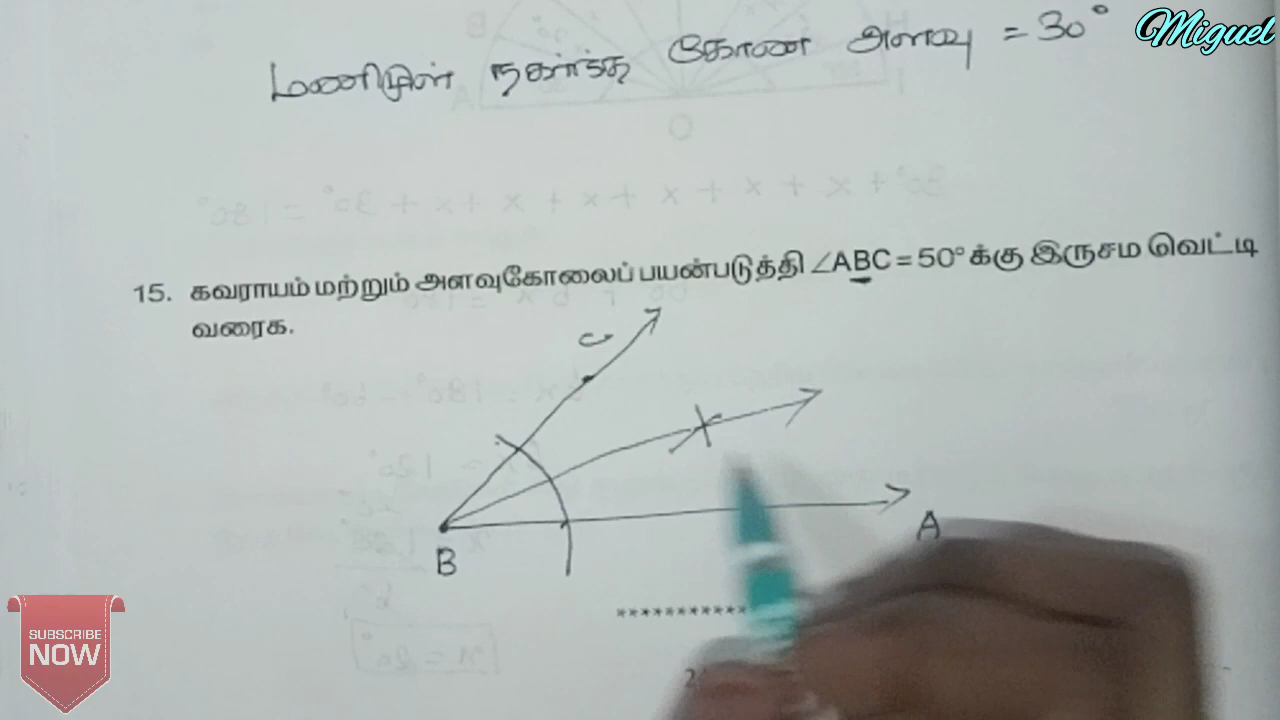 Miguel
மணிமுள் நகர்ந்த கோண அளவு = 30°
15. கவராயம் மற்றும் அளவுகோலைப் பயன்படுத்தி ∠ABC = 50° க்கு இருசம வெட்டி
வரைக.
C
A
B
***********
SUBSCRIBE
NOW